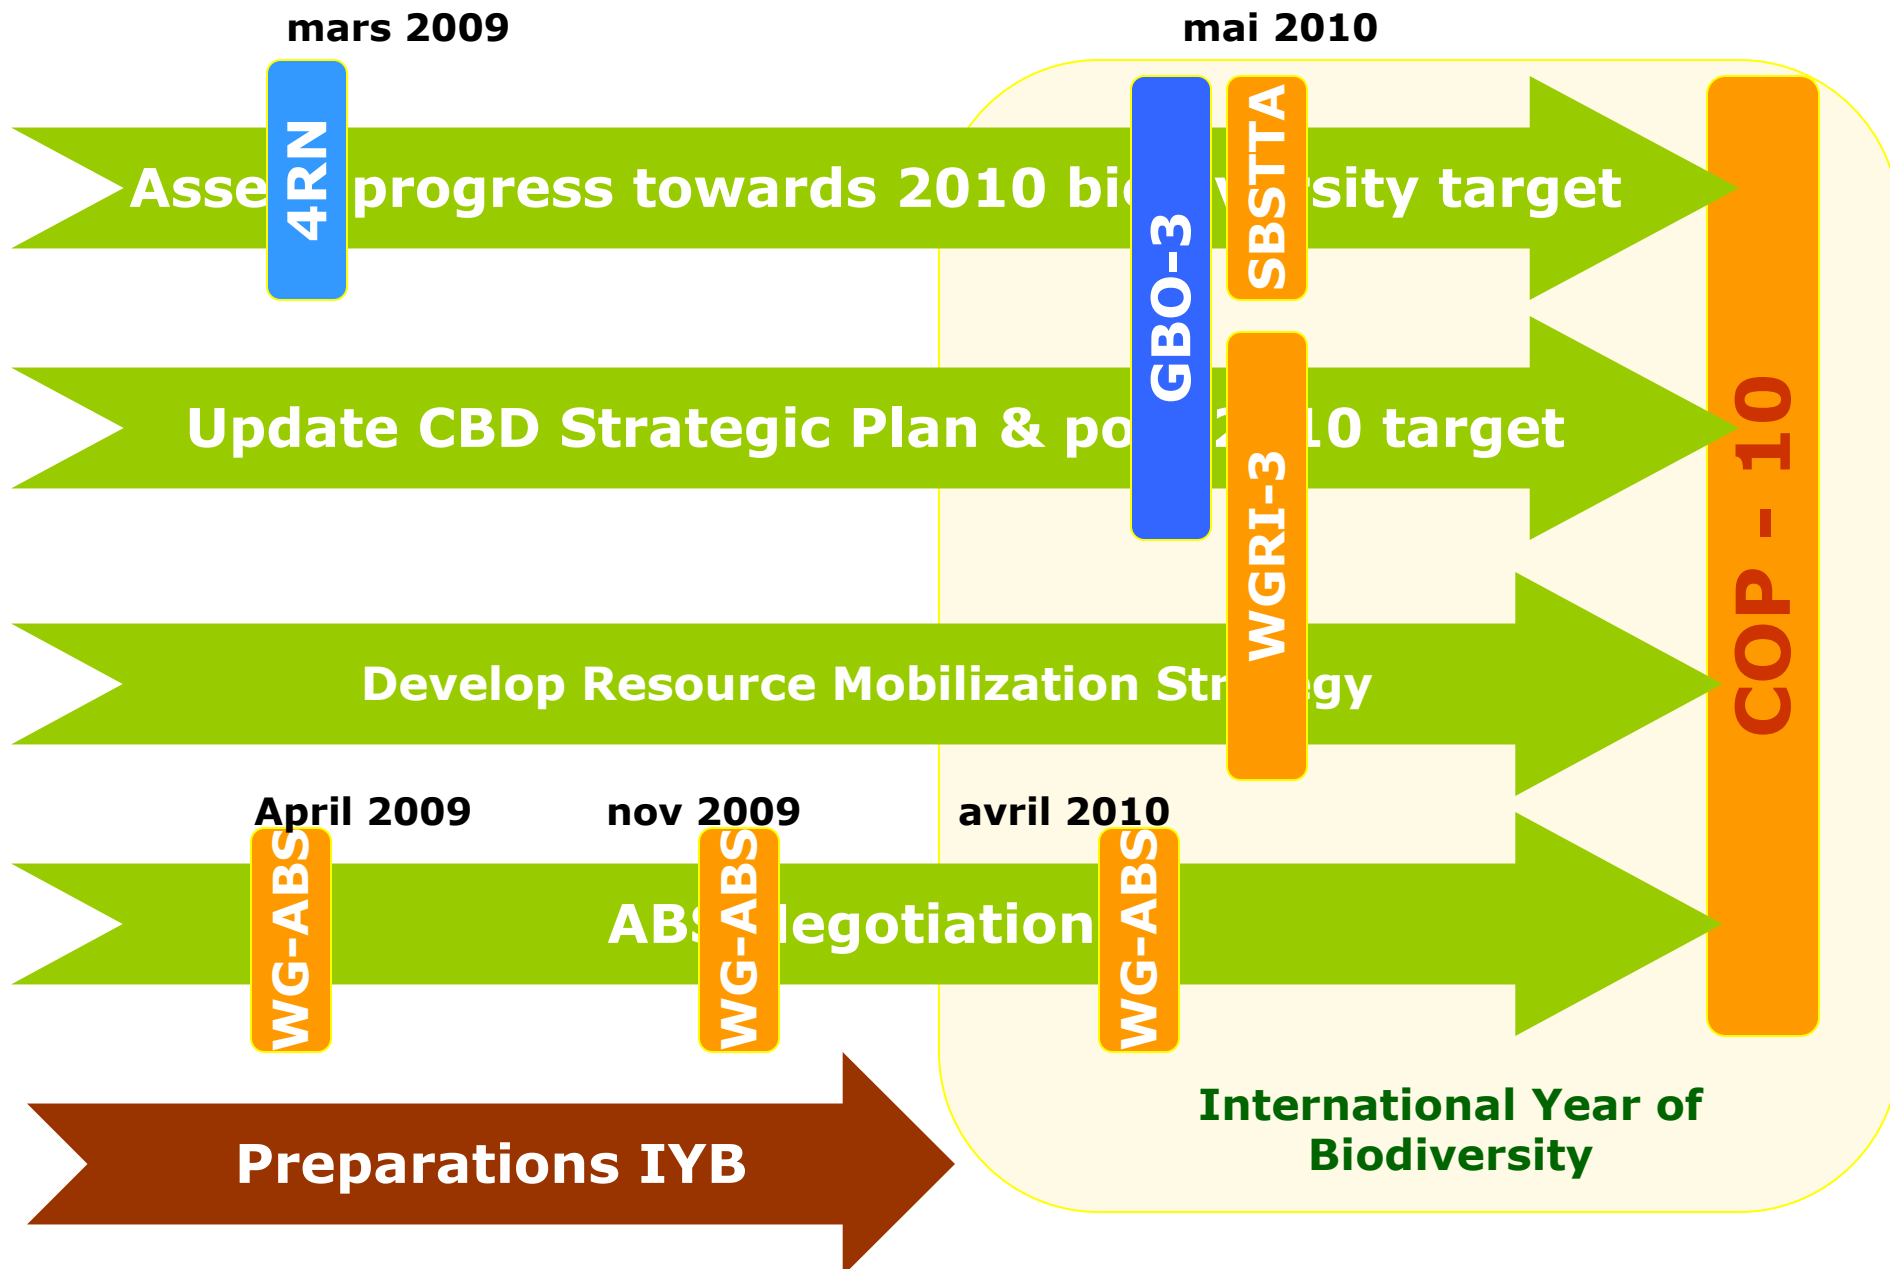 mars 2009
mai 2010
4RN
GBO-3
SBSTTA
Asse progress towards 2010 bi sity target
Update CBD Strategic Plan & po 10 target
WGRI-3
COP - 10
Develop Resource Mobilization Str egy
April 2009
nov 2009
avril 2010
WG-ABS
WG-ABS
WG-ABS
ABS egotiation
Preparations IYB
International Year of
Biodiversity